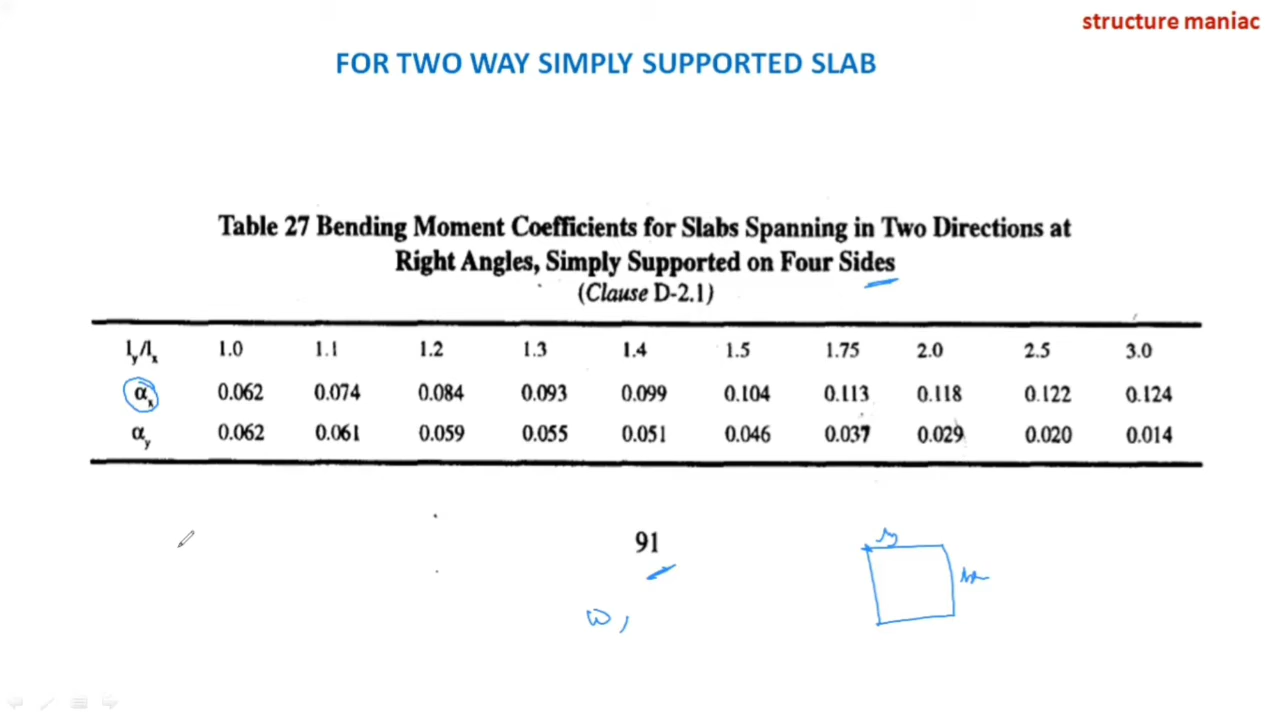 structure maniac
FOR TWO WAY SIMPLY SUPPORTED SLAB
Table 27 Bending Moment Coefficients for Slabs Spanning in Two Directions at
Right Angles, Simply Supported on Four Sides
(Clause D-2.1)
l_y/l_x 1.0 1.1 1.2 1.3 1.4 1.5 1.75 2.0 2.5 3.0
α_x 0.062 0.074 0.084 0.093 0.099 0.104 0.113 0.118 0.122 0.124
α_y 0.062 0.061 0.059 0.055 0.051 0.046 0.037 0.029 0.020 0.014
91
ω,